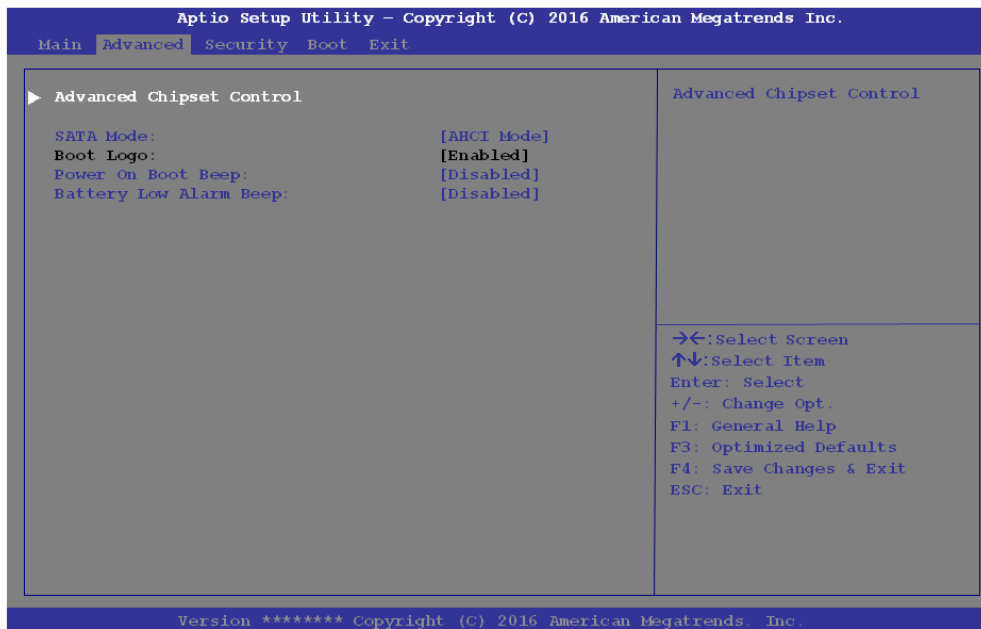 Aptio Setup Utility – Copyright (C) 2016 American Megatrends Inc.
Main Advanced Security Boot Exit
▶ Advanced Chipset Control
SATA Mode: [AHCI Mode]
Boot Logo: [Enabled]
Power On Boot Beep: [Disabled]
Battery Low Alarm Beep: [Disabled]
Advanced Chipset Control
→←:Select Screen
↑↓:Select Item
Enter: Select
+/-: Change Opt.
F1: General Help
F3: Optimized Defaults
F4: Save Changes & Exit
ESC: Exit
Version ******** Copyright (C) 2016 American Megatrends. Inc.